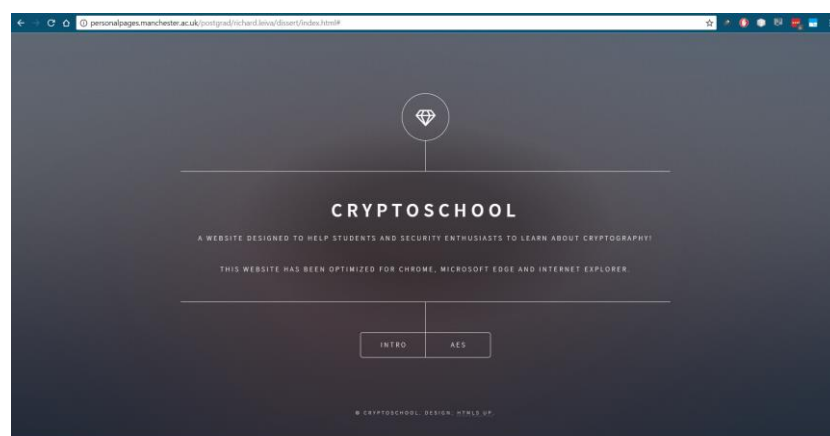 personalpages.manchester.ac.uk/postgrad/richard.leiva/dissert/index.html#
CRYPTOSCHOOL
A WEBSITE DESIGNED TO HELP STUDENTS AND SECURITY ENTHUSIASTS TO LEARN ABOUT CRYPTOGRAPHY!
THIS WEBSITE HAS BEEN OPTIMIZED FOR CHROME, MICROSOFT EDGE AND INTERNET EXPLORER.
INTRO AES
© CRYPTOSCHOOL. DESIGN: HTML5 UP.